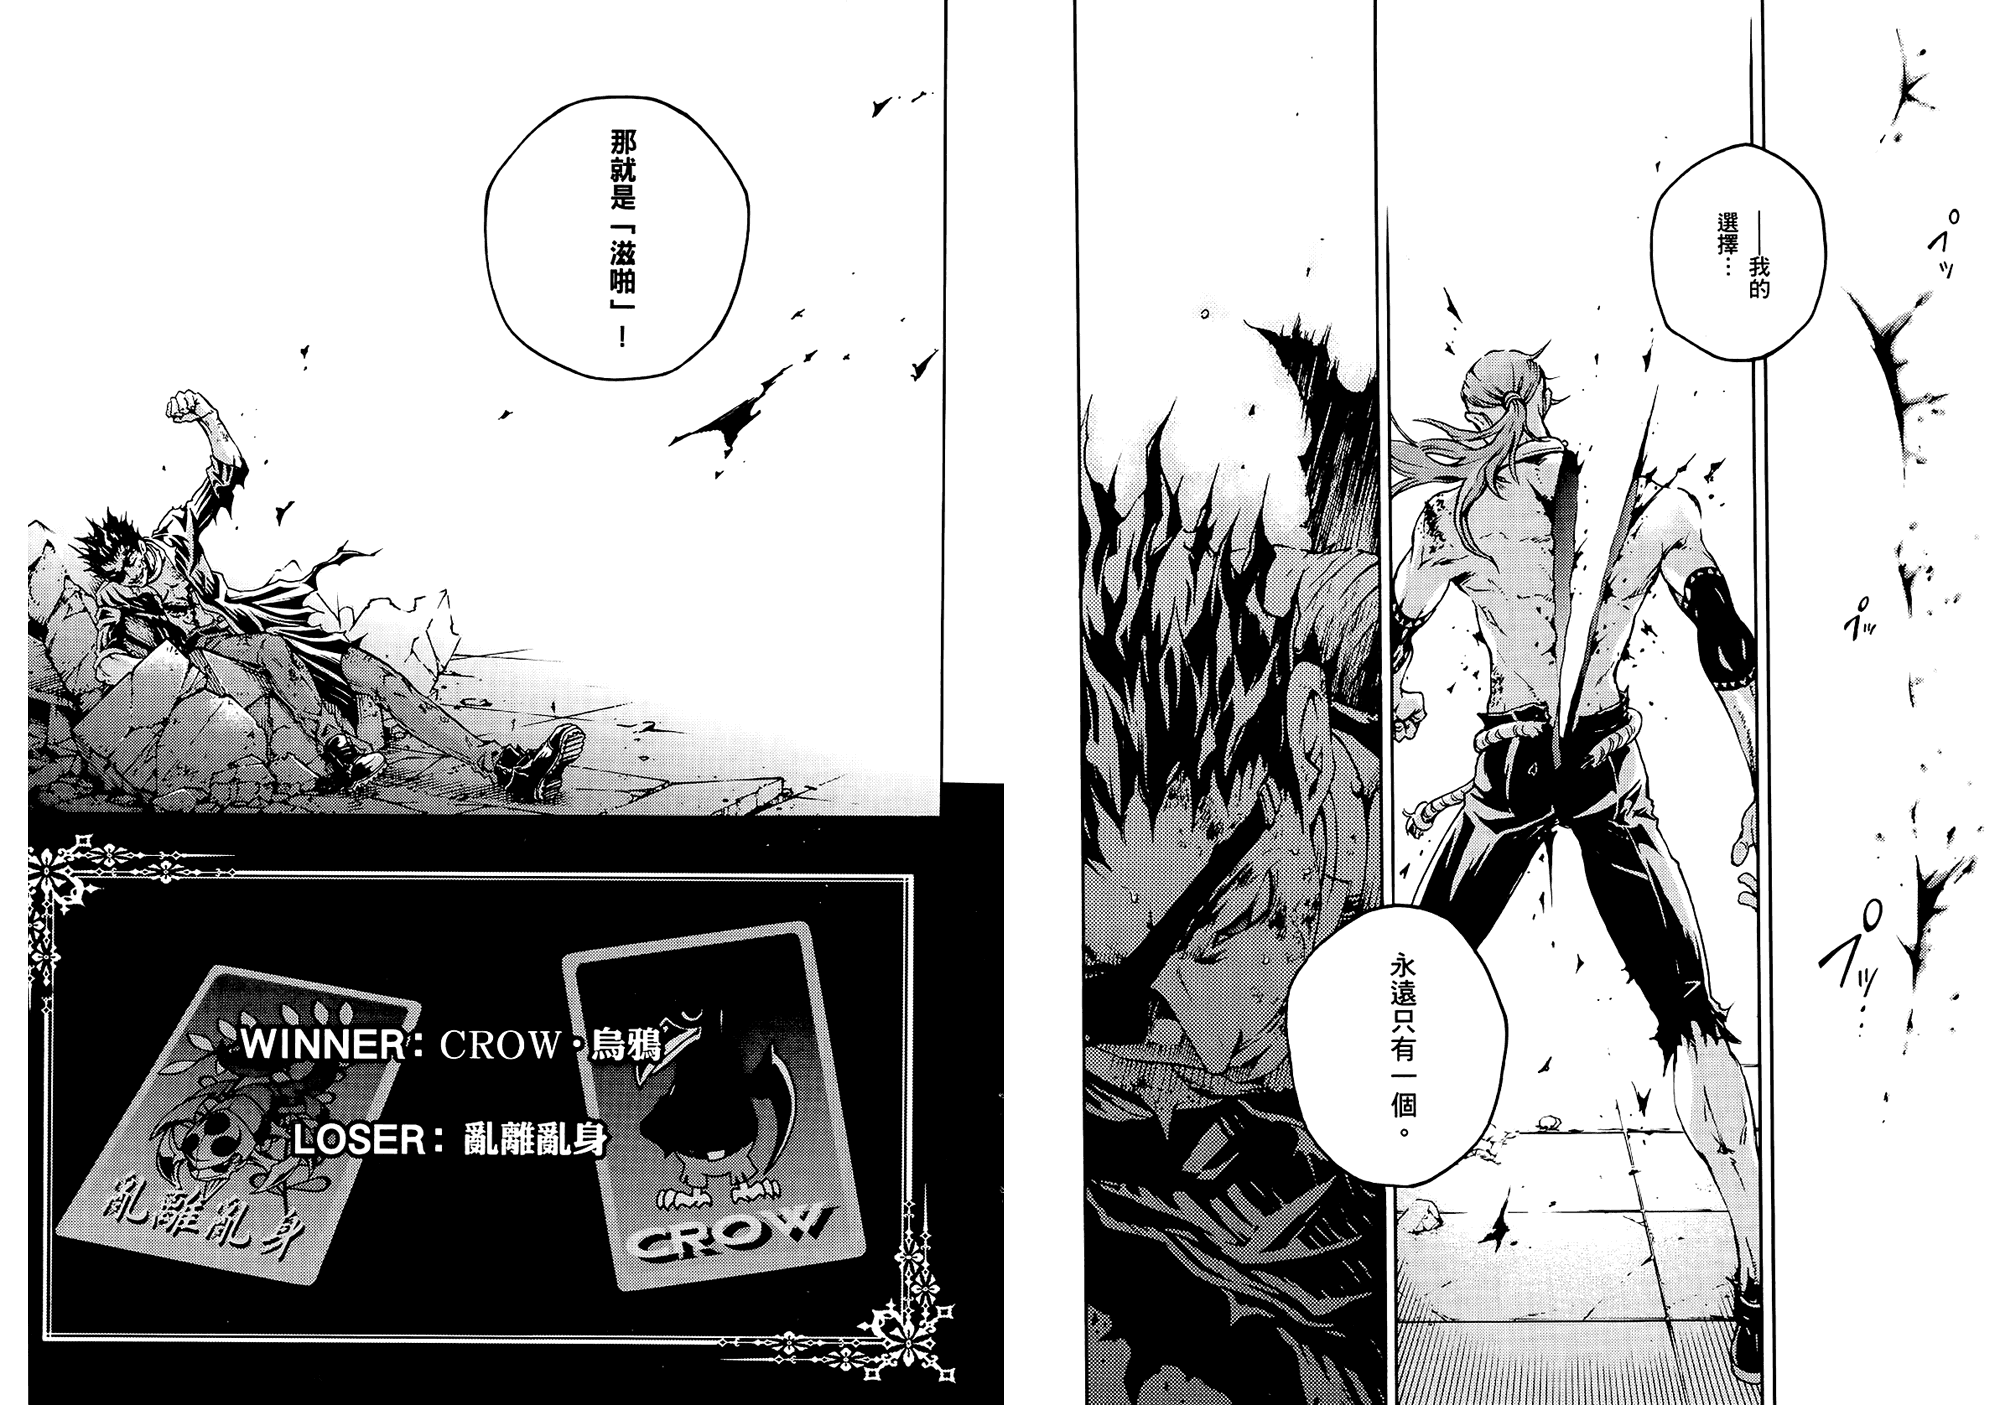 プッ
——我的
選擇…
プッ
プッ…
永遠只有一個。
那就是「滋啪」！
WINNER：CROW・烏鴉
LOSER：亂離亂身
亂離亂身
CROW